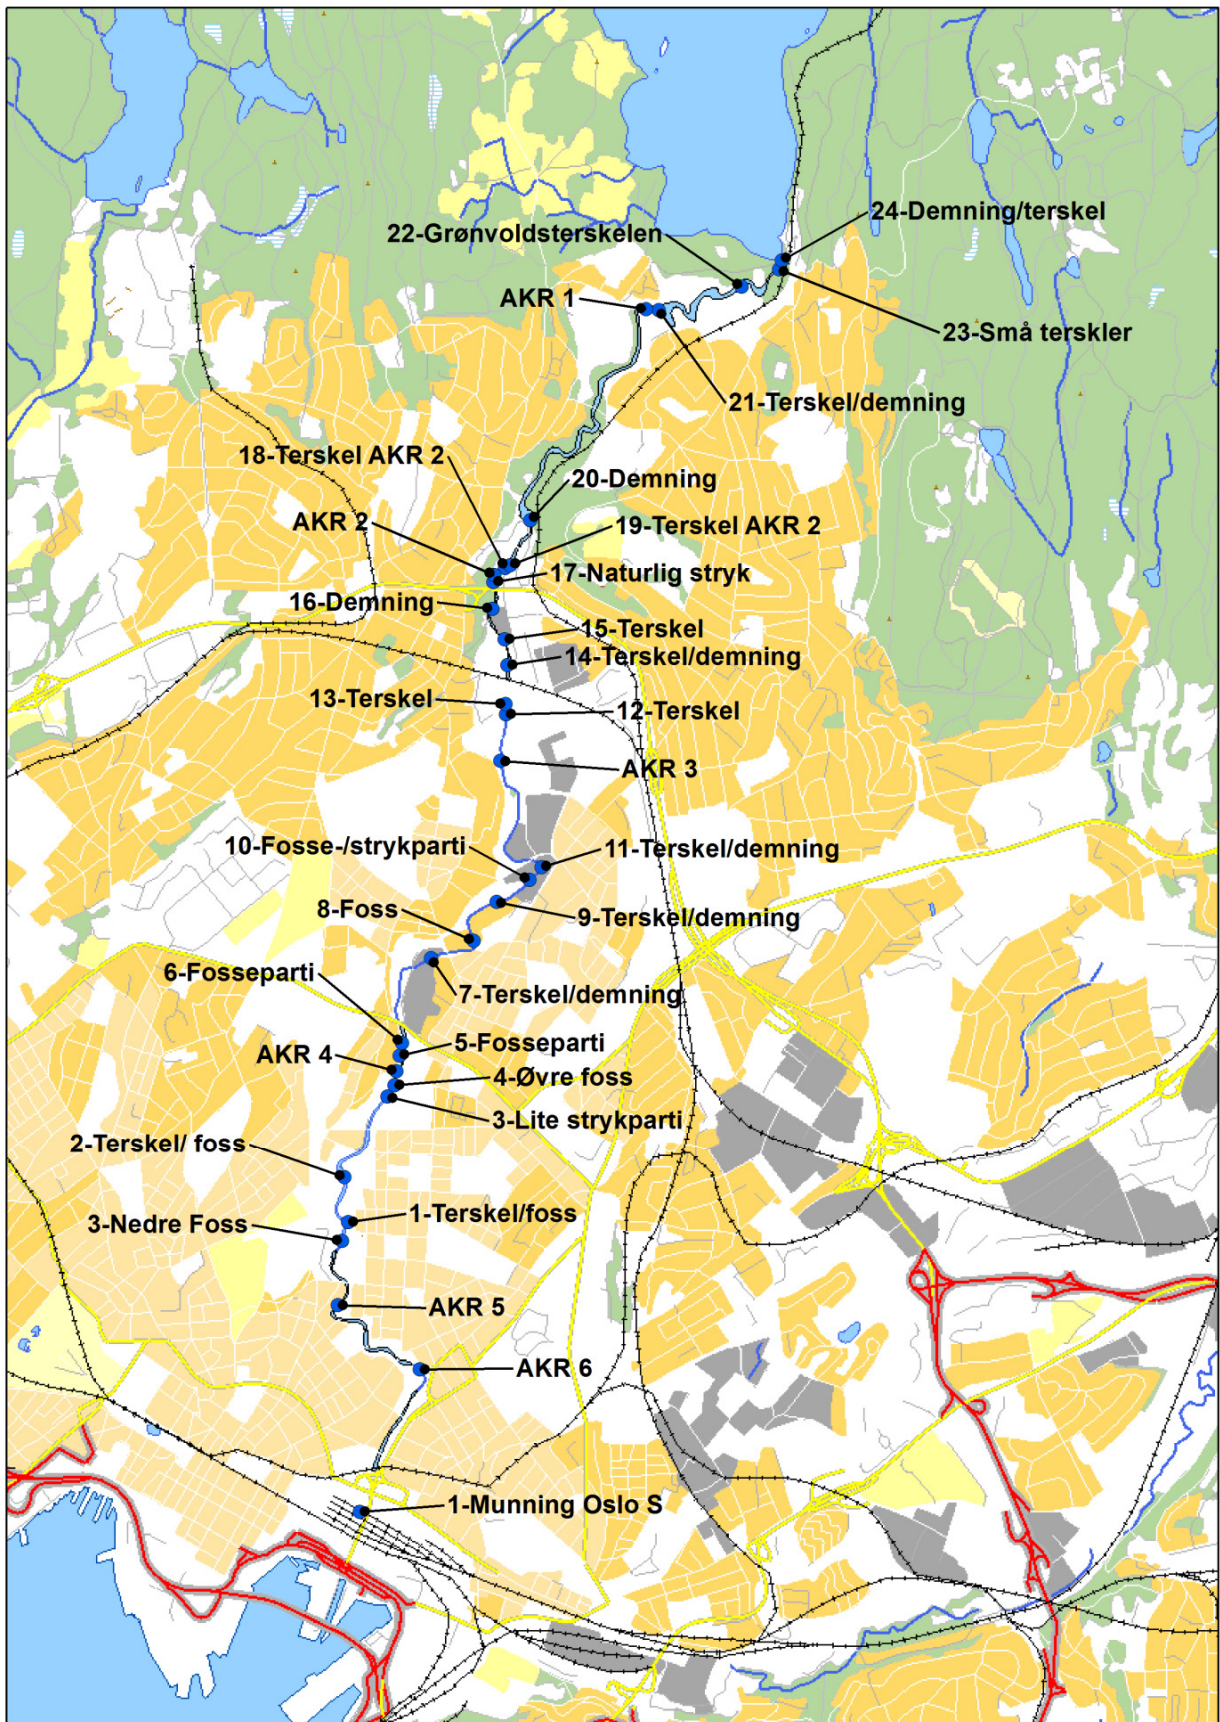 24-Demning/terskel
22-Grønvoldsterskelen
AKR 1
23-Små terskler
21-Terskel/demning
18-Terskel AKR 2
20-Demning
AKR 2
19-Terskel AKR 2
17-Naturlig stryk
16-Demning
15-Terskel
14-Terskel/demning
13-Terskel
12-Terskel
AKR 3
10-Fosse-/strykparti
11-Terskel/demning
8-Foss
9-Terskel/demning
6-Fosseparti
7-Terskel/demning
5-Fosseparti
AKR 4
4-Øvre foss
3-Lite strykparti
2-Terskel/ foss
1-Terskel/foss
3-Nedre Foss
AKR 5
AKR 6
1-Munning Oslo S